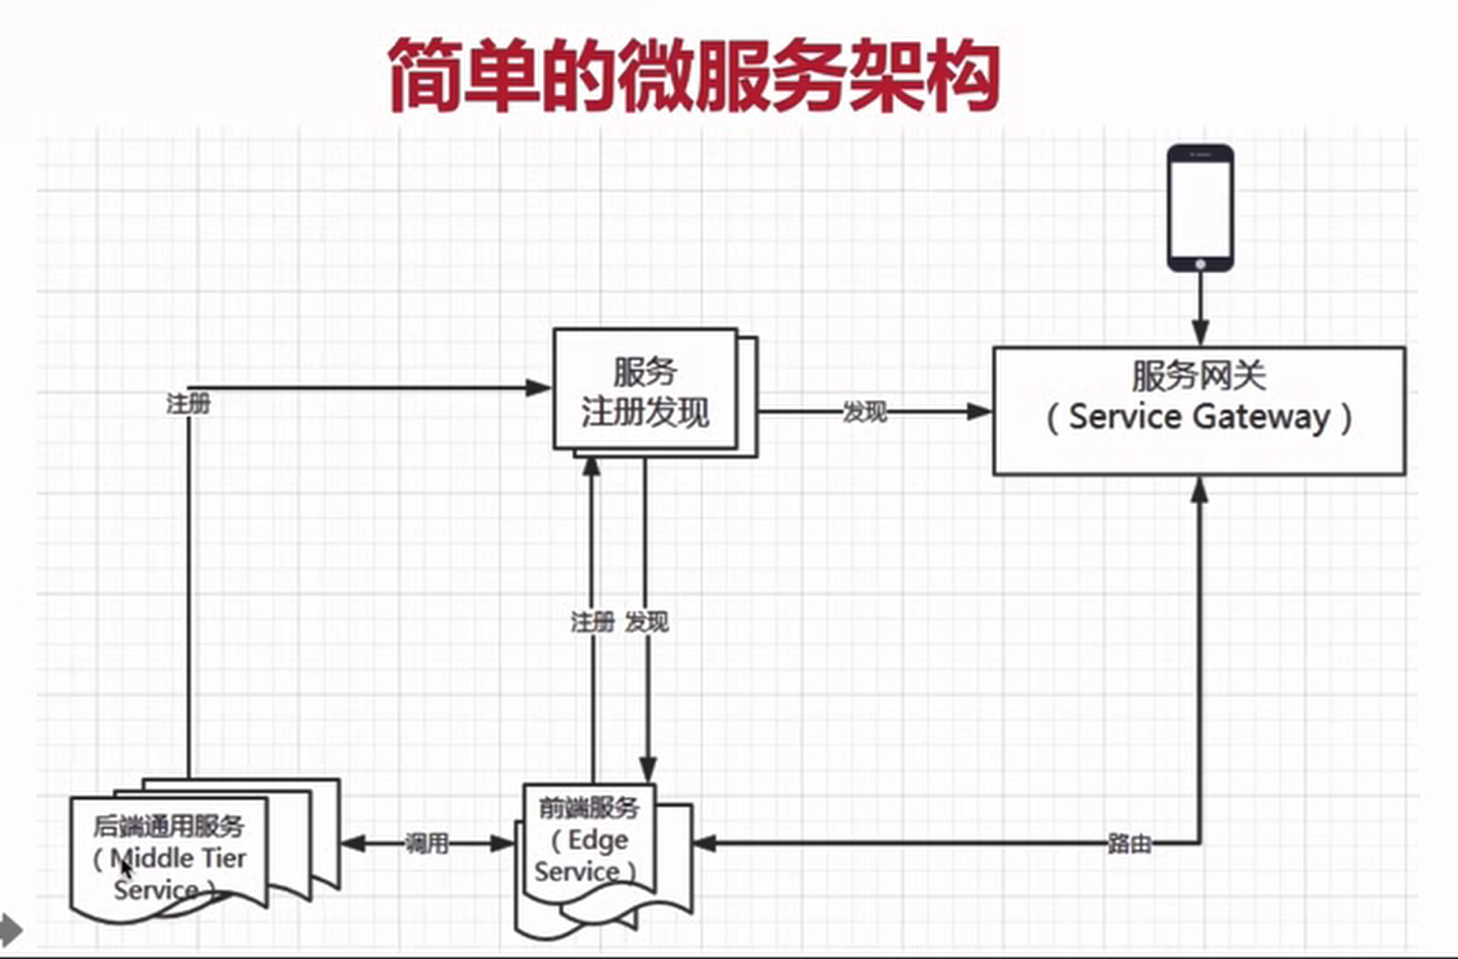 简单的微服务架构
服务
注册发现
服务网关
（Service Gateway）
注册
发现
注册
发现
后端通用服务
（Middle Tier
Service）
调用
前端服务
（Edge
Service）
路由